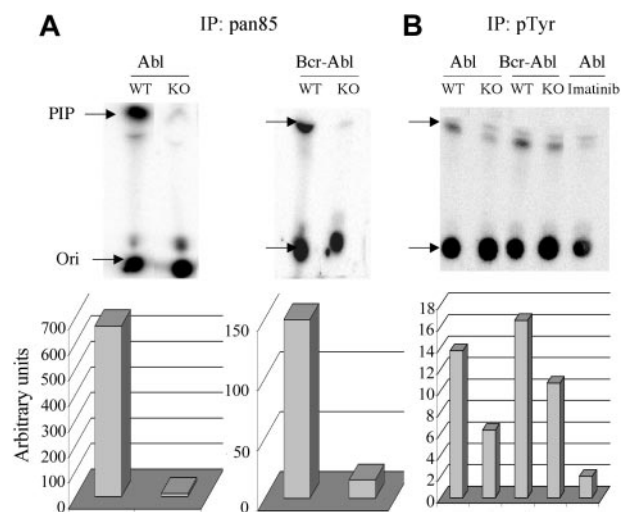 A
IP: pan85
B
IP: pTyr
Abl
Bcr-Abl
Abl
Bcr-Abl
Abl
WT
KO
WT
KO
WT
KO
WT
KO
Imatinib
PIP
Ori
Arbitrary units
700
600
500
400
300
200
100
0
150
100
50
0
18
16
14
12
10
8
6
4
2
0